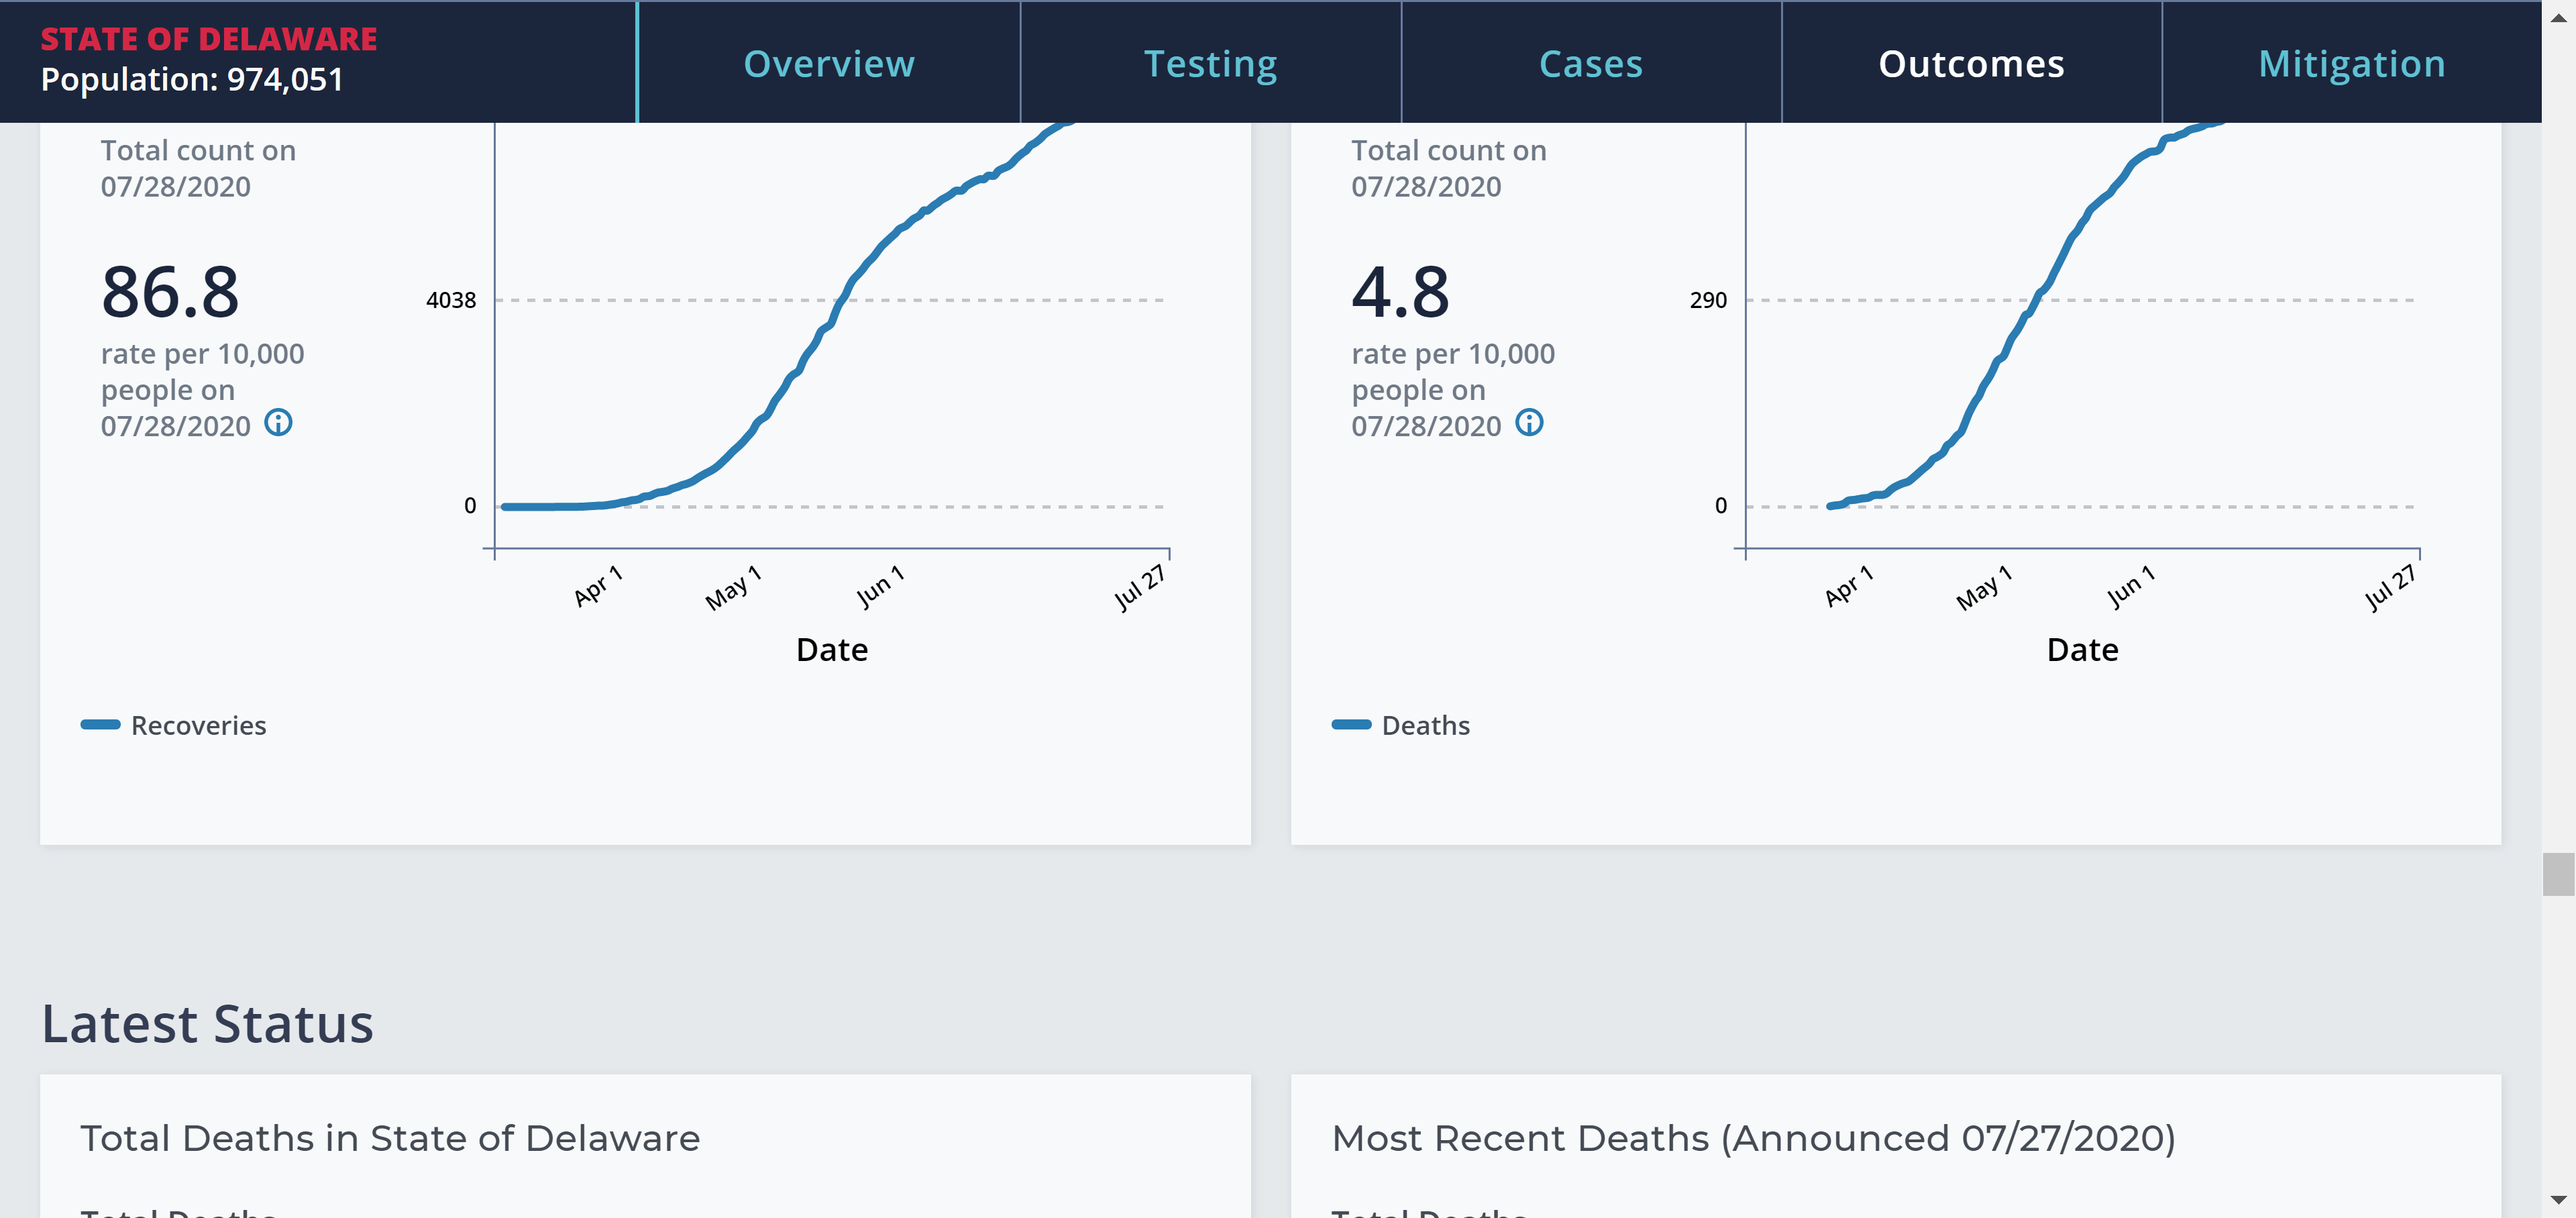 STATE OF DELAWARE
Population: 974,051
Overview
Testing
Cases
Outcomes
Mitigation
Total count on
07/28/2020
86.8
rate per 10,000
people on
07/28/2020
4038
0
Apr 1
May 1
Jun 1
Jul 27
Date
Recoveries
Total count on
07/28/2020
4.8
rate per 10,000
people on
07/28/2020
290
0
Apr 1
May 1
Jun 1
Jul 27
Date
Deaths
Latest Status
Total Deaths in State of Delaware
Total Deaths
Most Recent Deaths (Announced 07/27/2020)
Total Deaths